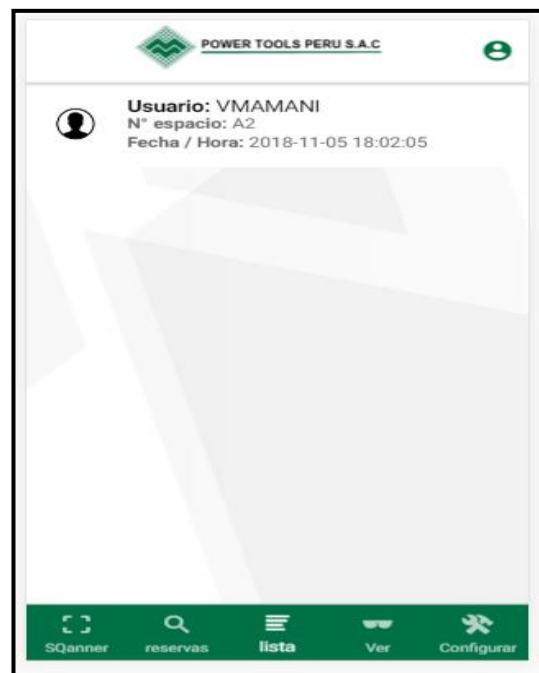 POWER TOOLS PERU S.A.C
Usuario: VMAMANI
N° espacio: A2
Fecha / Hora: 2018-11-05 18:02:05
SQanner reservas lista Ver Configurar